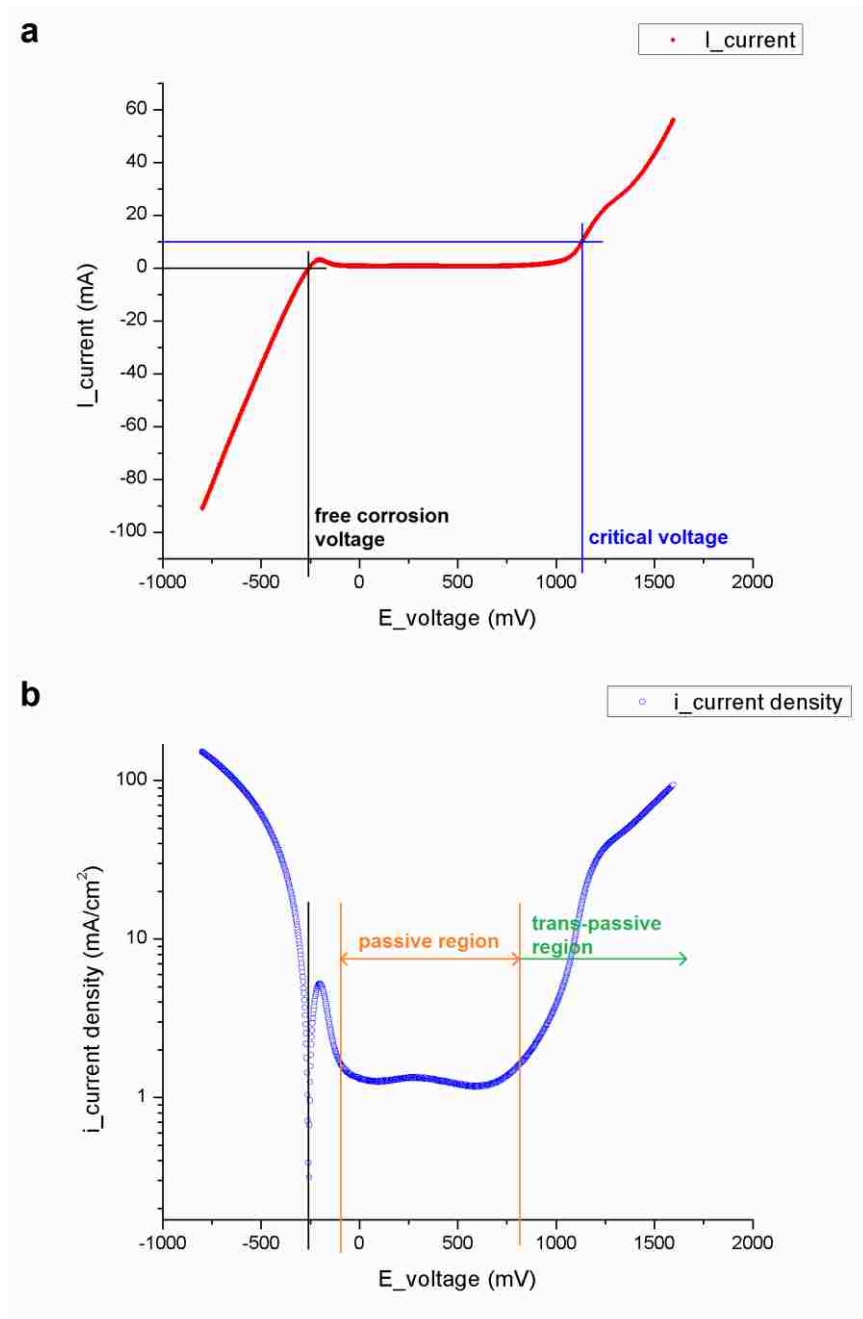 a
I_current
60
40
20
0
-20
-40
-60
-80
-100
I_current (mA)
free corrosion
voltage
critical voltage
-1000 -500 0 500 1000 1500 2000
E_voltage (mV)
b
i_current density
100
10
1
i_current density (mA/cm²)
passive region
trans-passive
region
-1000 -500 0 500 1000 1500 2000
E_voltage (mV)